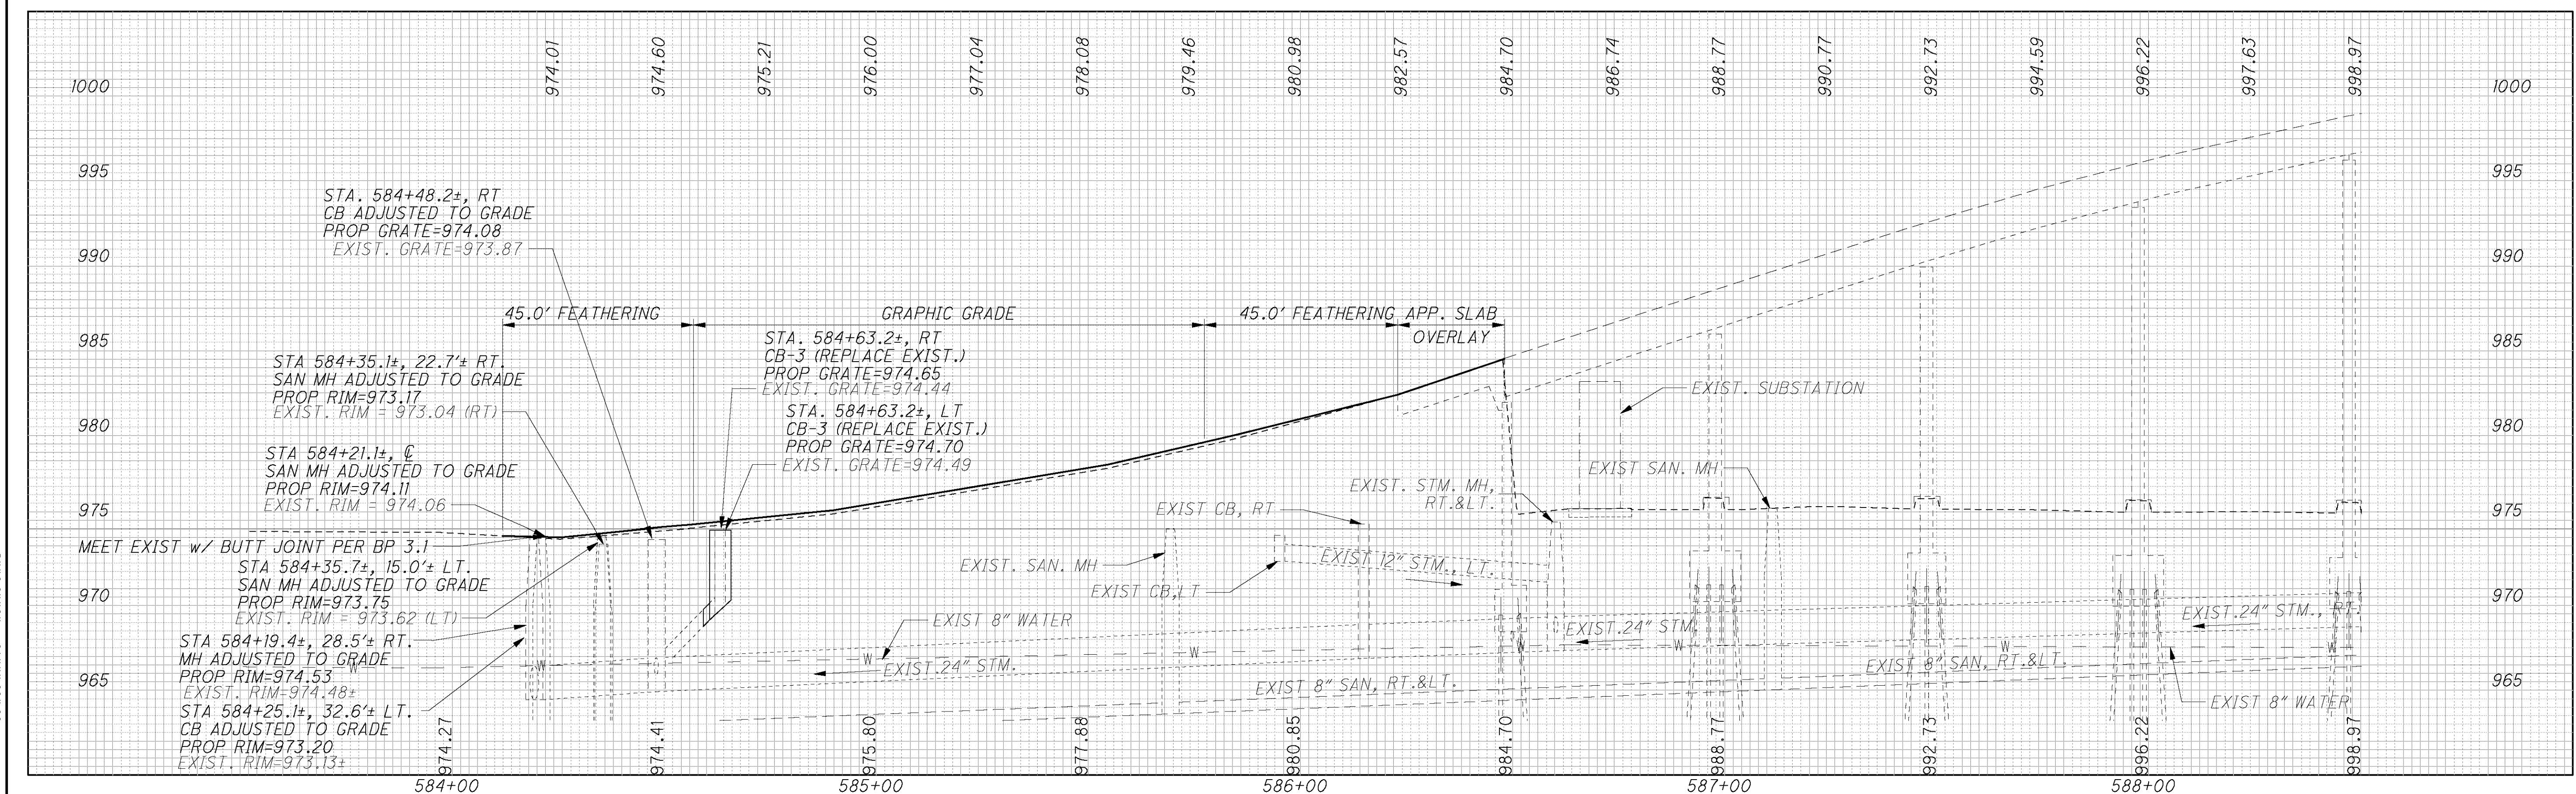 974.01
974.60
975.21
976.00
977.04
978.08
979.46
980.98
982.57
984.70
986.74
988.77
990.77
992.73
994.59
996.22
997.63
998.97
1000
1000
995
995
990
990
985
985
980
980
975
975
970
970
965
965
STA. 584+48.2±, RT
CB ADJUSTED TO GRADE
PROP GRATE=974.08
EXIST. GRATE=973.87
45.0' FEATHERING
GRAPHIC GRADE
45.0' FEATHERING
APP. SLAB
OVERLAY
STA. 584+63.2±, RT
CB-3 (REPLACE EXIST.)
PROP GRATE=974.65
EXIST. GRATE=974.44
STA. 584+63.2±, LT
CB-3 (REPLACE EXIST.)
PROP GRATE=974.70
EXIST. GRATE=974.49
STA 584+35.1±, 22.7'± RT.
SAN MH ADJUSTED TO GRADE
PROP RIM=973.17
EXIST. RIM = 973.04 (RT)
STA 584+21.1±, ℄
SAN MH ADJUSTED TO GRADE
PROP RIM=974.11
EXIST. RIM = 974.06
MEET EXIST w/ BUTT JOINT PER BP 3.1
STA 584+35.7±, 15.0'± LT.
SAN MH ADJUSTED TO GRADE
PROP RIM=973.75
EXIST. RIM = 973.62 (LT)
STA 584+19.4±, 28.5'± RT.
MH ADJUSTED TO GRADE
PROP RIM=974.53
EXIST. RIM=974.48±
STA 584+25.1±, 32.6'± LT.
CB ADJUSTED TO GRADE
PROP RIM=973.20
EXIST. RIM=973.13±
EXIST. SUBSTATION
EXIST SAN. MH
EXIST. STM. MH,
RT.&LT.
EXIST CB, RT
EXIST. SAN. MH
EXIST CB,LT
EXIST 12" STM., LT.
EXIST 8" WATER
EXIST.24" STM.
EXIST.24" STM.
EXIST.24" STM., RT.
EXIST 8" SAN, RT.&LT.
EXIST 8" SAN, RT.&LT.
EXIST 8" WATER
W
W
W
W
W
W
W
W
974.27
974.41
975.80
977.88
980.85
984.70
988.77
992.73
996.22
998.97
584+00
585+00
586+00
587+00
588+00